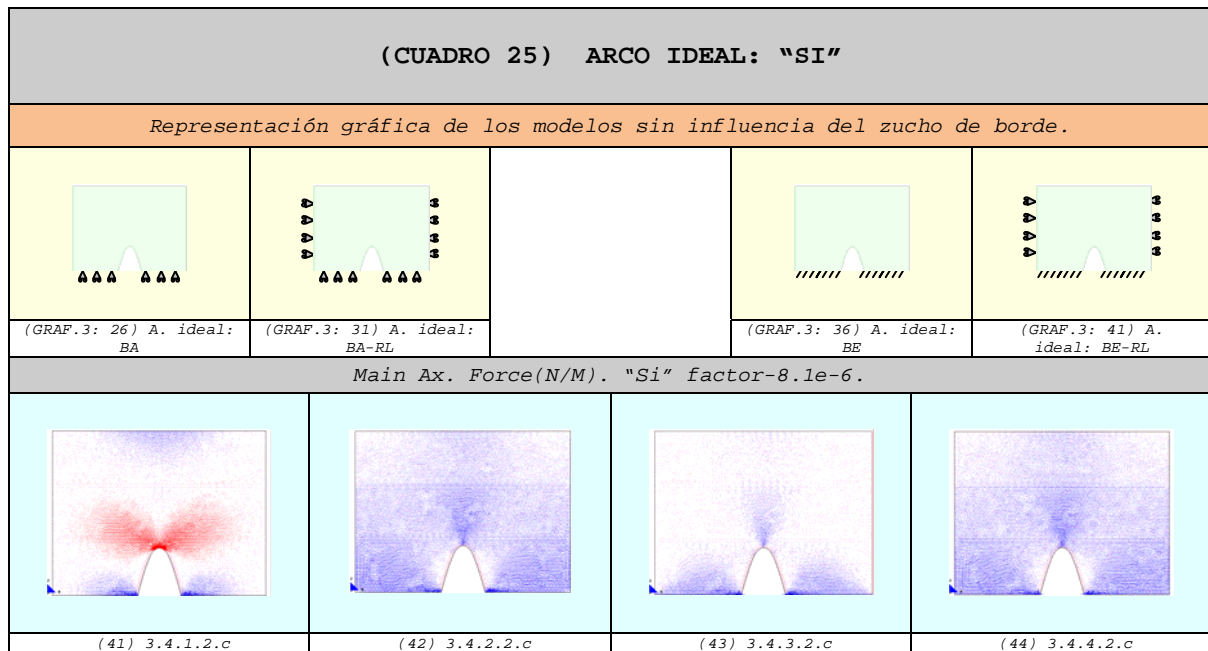 (CUADRO 25) ARCO IDEAL: “SI”
Representación gráfica de los modelos sin influencia del zucho de borde.
(GRAF.3: 26) A. ideal:
BA
(GRAF.3: 31) A. ideal:
BA-RL
(GRAF.3: 36) A. ideal:
BE
(GRAF.3: 41) A.
ideal: BE-RL
Main Ax. Force(N/M). “Si” factor-8.1e-6.
(41) 3.4.1.2.c
(42) 3.4.2.2.c
(43) 3.4.3.2.c
(44) 3.4.4.2.c